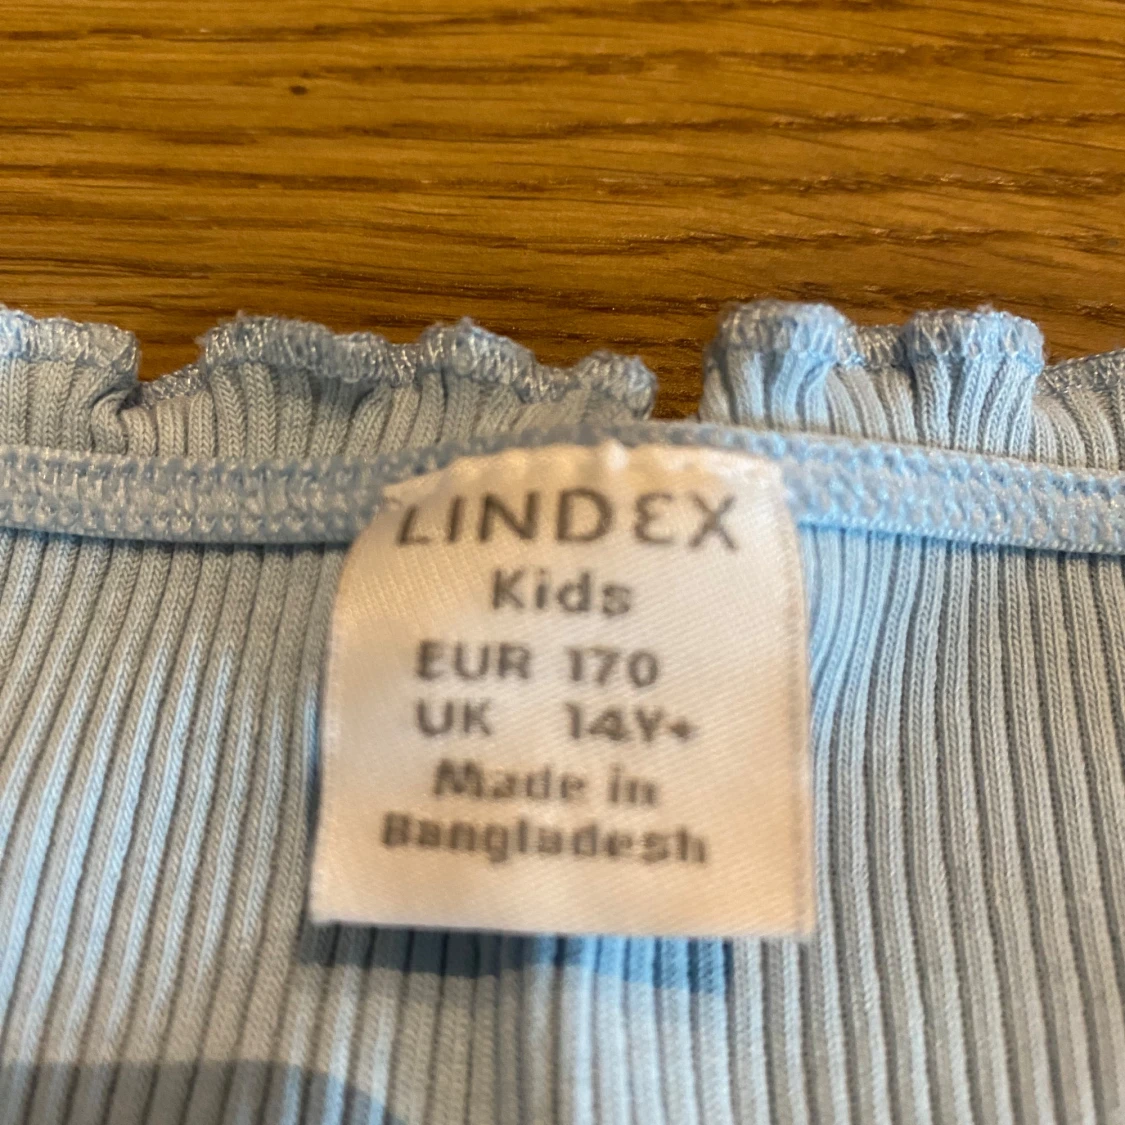 LINDEX
Kids
EUR 170
UK 14Y+
Made in
Bangladesh